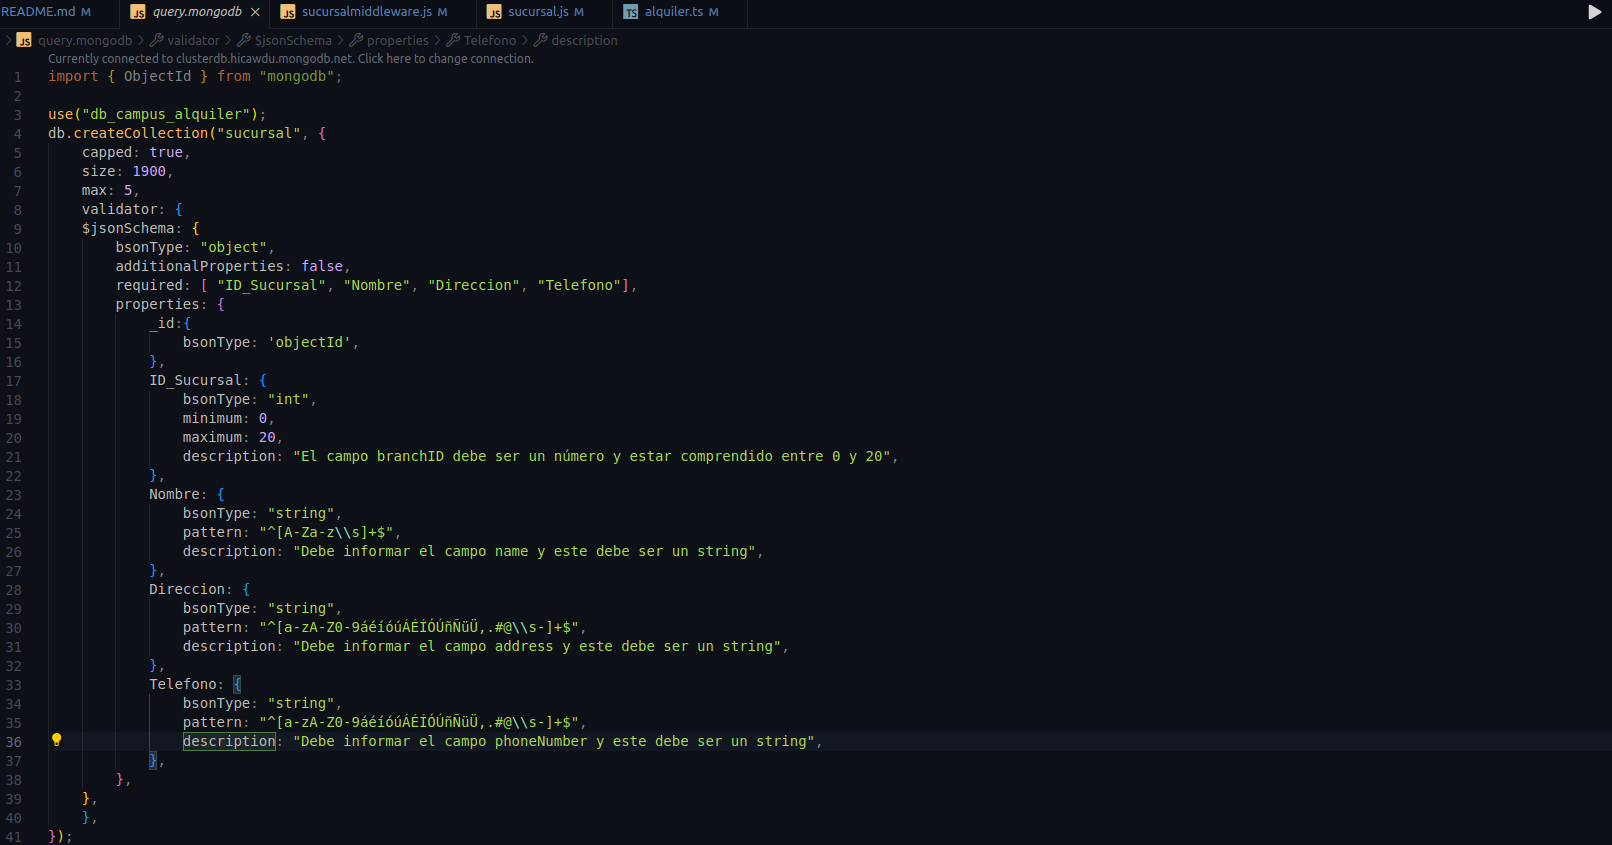 README.md M JS query.mongodb × JS sucursalmiddleware.js M JS sucursal.js M TS alquiler.ts M
> JS query.mongodb > validator > $jsonSchema > properties > Telefono > description
Currently connected to clusterdb.hicawdu.mongodb.net. Click here to change connection.
1 import { ObjectId } from "mongodb";
2
3 use("db_campus_alquiler");
4 db.createCollection("sucursal", {
5 capped: true,
6 size: 1900,
7 max: 5,
8 validator: {
9 $jsonSchema: {
10 bsonType: "object",
11 additionalProperties: false,
12 required: [ "ID_Sucursal", "Nombre", "Direccion", "Telefono"],
13 properties: {
14 _id:{
15 bsonType: 'objectId',
16 },
17 ID_Sucursal: {
18 bsonType: "int",
19 minimum: 0,
20 maximum: 20,
21 description: "El campo branchID debe ser un número y estar comprendido entre 0 y 20",
22 },
23 Nombre: {
24 bsonType: "string",
25 pattern: "^[A-Za-z\\s]+$",
26 description: "Debe informar el campo name y este debe ser un string",
27 },
28 Direccion: {
29 bsonType: "string",
30 pattern: "^[a-zA-Z0-9áéíóúÁÉÍÓÚñÑüÜ,.#@\\s-]+$",
31 description: "Debe informar el campo address y este debe ser un string",
32 },
33 Telefono: {
34 bsonType: "string",
35 pattern: "^[a-zA-Z0-9áéíóúÁÉÍÓÚñÑüÜ,.#@\\s-]+$",
36 description: "Debe informar el campo phoneNumber y este debe ser un string",
37 },
38 },
39 },
40 },
41 });